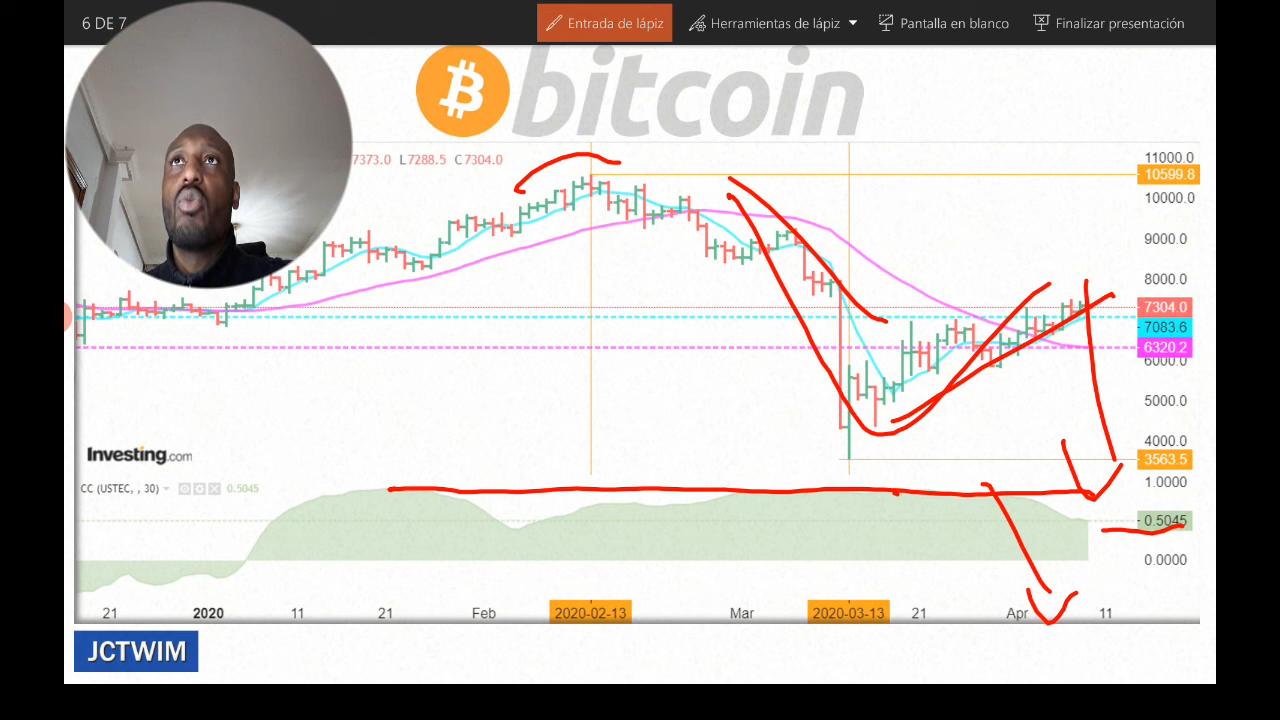 6 DE 7
Entrada de lápiz
Herramientas de lápiz
Pantalla en blanco
Finalizar presentación
bitcoin
7373.0 L7288.5 C7304.0
11000.0
10599.8
10000.0
9000.0
8000.0
7304.0
7083.6
6320.2
6000.0
5000.0
4000.0
3563.5
Investing.com
CC (USTEC, , 30) 0.5045
1.0000
0.5045
0.0000
21 2020 11 21 Feb 2020-02-13 Mar 2020-03-13 21 Apr 11
JCTWIM